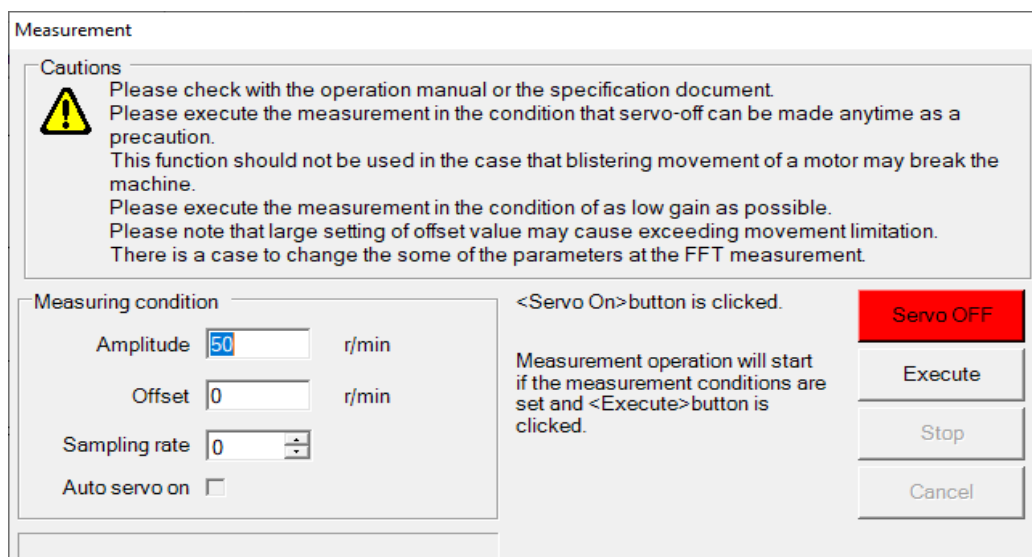 Measurement
Cautions
Please check with the operation manual or the specification document.
Please execute the measurement in the condition that servo-off can be made anytime as a
precaution.
This function should not be used in the case that blistering movement of a motor may break the
machine.
Please execute the measurement in the condition of as low gain as possible.
Please note that large setting of offset value may cause exceeding movement limitation.
There is a case to change the some of the parameters at the FFT measurement.
Measuring condition
Amplitude 50 r/min
Offset 0 r/min
Sampling rate 0
Auto servo on
<Servo On>button is clicked.
Measurement operation will start
if the measurement conditions are
set and <Execute>button is
clicked.
Servo OFF
Execute
Stop
Cancel